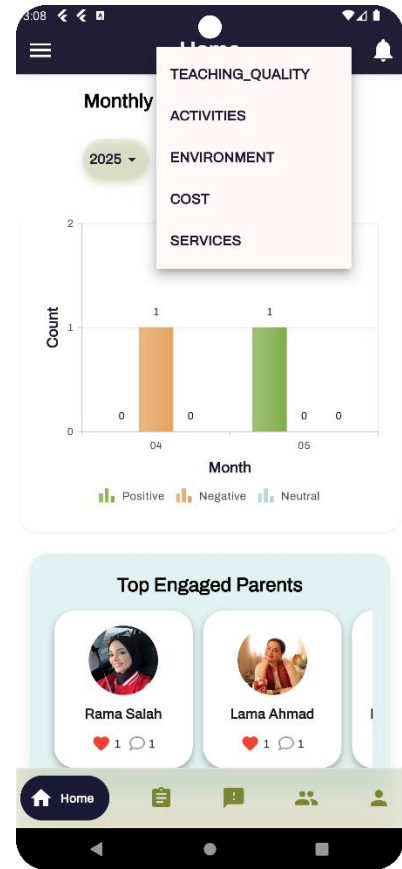 3:08
Home
TEACHING_QUALITY
Monthly
ACTIVITIES
2025
ENVIRONMENT
COST
SERVICES
2
1
0
Count
1
1
0
0
0
0
04
05
Month
Positive
Negative
Neutral
Top Engaged Parents
Rama Salah
Lama Ahmad
1
1
1
1
Home